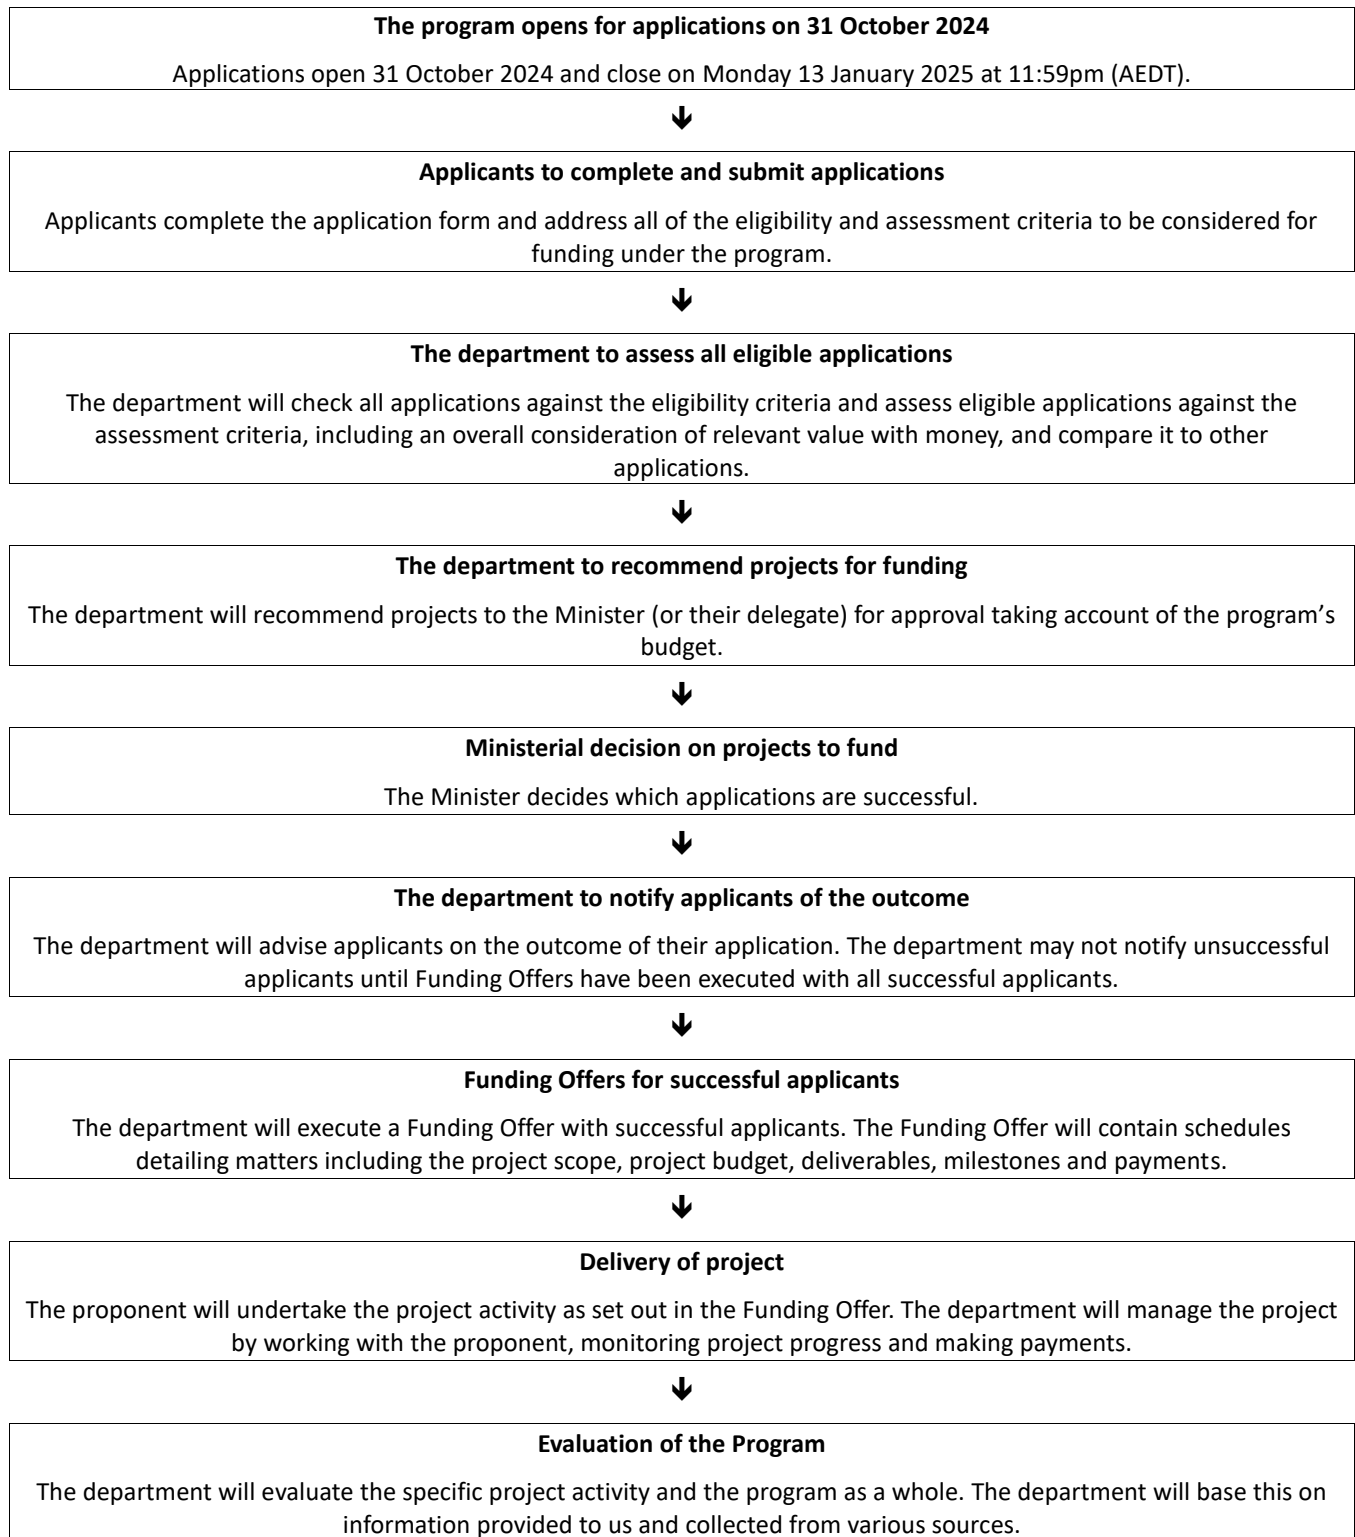 The program opens for applications on 31 October 2024
Applications open 31 October 2024 and close on Monday 13 January 2025 at 11:59pm (AEDT).
Applicants to complete and submit applications
Applicants complete the application form and address all of the eligibility and assessment criteria to be considered for
funding under the program.
The department to assess all eligible applications
The department will check all applications against the eligibility criteria and assess eligible applications against the
assessment criteria, including an overall consideration of relevant value with money, and compare it to other
applications.
The department to recommend projects for funding
The department will recommend projects to the Minister (or their delegate) for approval taking account of the program’s
budget.
Ministerial decision on projects to fund
The Minister decides which applications are successful.
The department to notify applicants of the outcome
The department will advise applicants on the outcome of their application. The department may not notify unsuccessful
applicants until Funding Offers have been executed with all successful applicants.
Funding Offers for successful applicants
The department will execute a Funding Offer with successful applicants. The Funding Offer will contain schedules
detailing matters including the project scope, project budget, deliverables, milestones and payments.
Delivery of project
The proponent will undertake the project activity as set out in the Funding Offer. The department will manage the project
by working with the proponent, monitoring project progress and making payments.
Evaluation of the Program
The department will evaluate the specific project activity and the program as a whole. The department will base this on
information provided to us and collected from various sources.